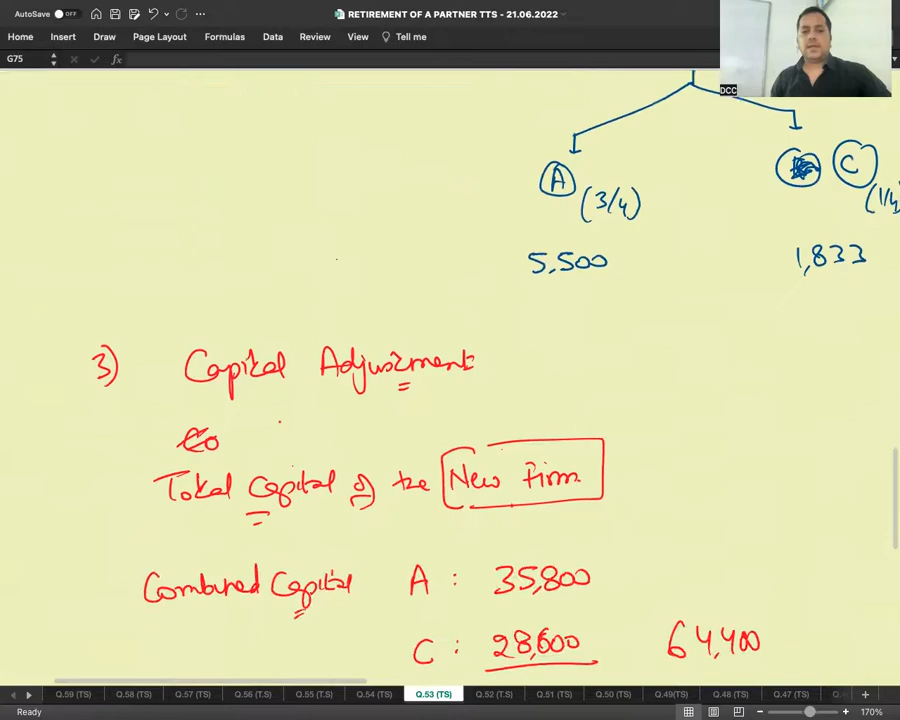 AutoSave OFF RETIREMENT OF A PARTNER TTS - 21.06.2022
Home Insert Draw Page Layout Formulas Data Review View Tell me
G75 fx
DCC
A C
(3/4) (1/4
5,500 1,833
3) Capital Adjustment
Co
Total Capital of the New Firm
Combined Capital A : 35,800
C : 28,600 64,400
Q.59 (TS) Q.58 (TS) Q.57 (TS) Q.56 (T.S) Q.55 (T.S) Q.54 (TS) Q.53 (TS) Q.52 (T.S) Q.51 (TS) Q.50 (TS) Q.49(TS) Q.48 (TS) Q.47 (TS) +
Ready 170%